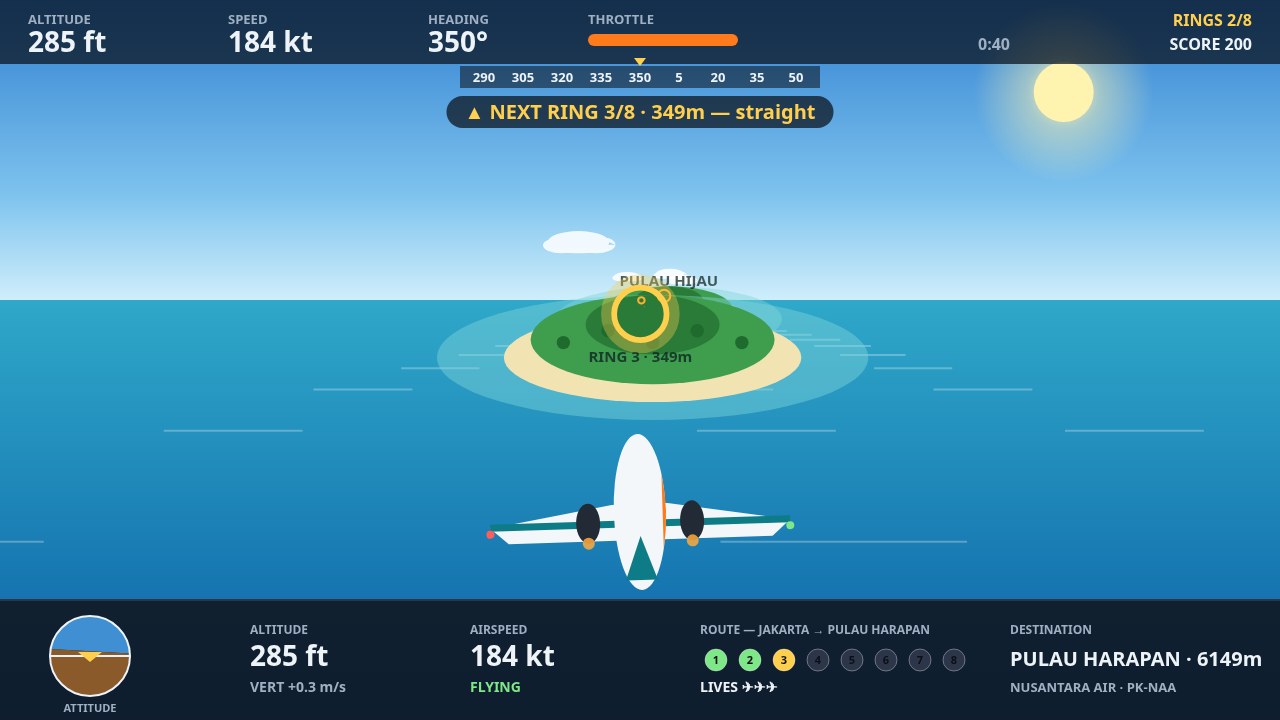 ALTITUDE
285 ft
SPEED
184 kt
HEADING
350°
THROTTLE
0:40
RINGS 2/8
SCORE 200
290 305 320 335 350 5 20 35 50
▲ NEXT RING 3/8 · 349m — straight
PULAU HIJAU
RING 3 · 349m
ATTITUDE
ALTITUDE
285 ft
VERT +0.3 m/s
AIRSPEED
184 kt
FLYING
ROUTE — JAKARTA → PULAU HARAPAN
1 2 3 4 5 6 7 8
LIVES ✈✈✈
DESTINATION
PULAU HARAPAN · 6149m
NUSANTARA AIR · PK-NAA